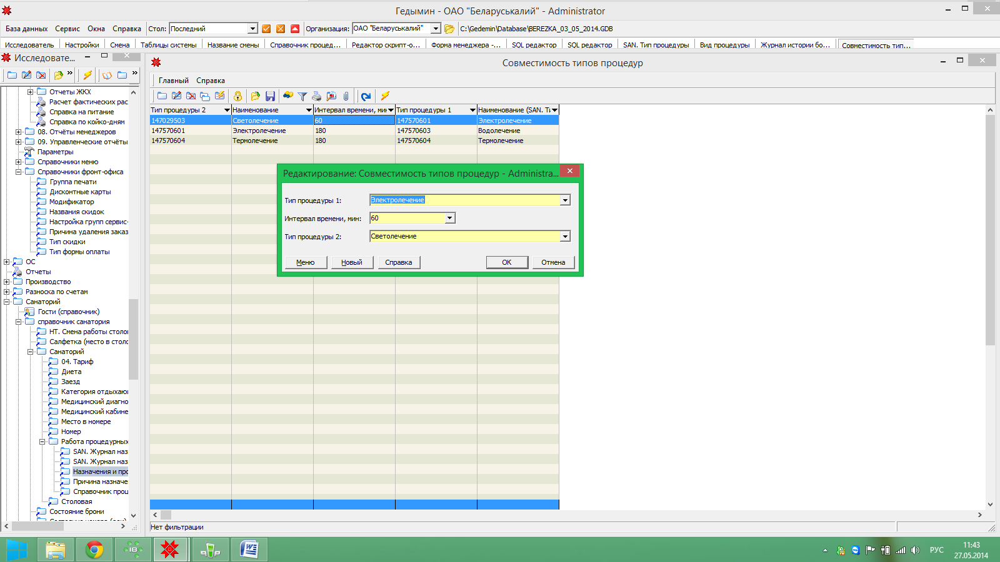 Гедымин - ОАО "Беларуськалий" - Administrator
База данных Сервис Окна Справка Стол: Последний Организация: ОАО "Беларуськалий" C:\Gedemin\Database\BEREZKA_03_05_2014.GDB
Исследователь Настройки Смена Таблицы системы Название смены Справочник процед... Редактор скрипт-о... Форма менеджера -... SQL редактор SQL редактор SAN. Тип процедуры Вид процедуры Журнал истории бо... Совместимость тип...
Исследовате...
Отчеты ЖКХ
Расчет фактических рас
Справка на питание
Справка по койко-дням
08. Отчёты менеджеров
09. Управленческие отчёты
Параметры
Справочники меню
Справочники фронт-офиса
Группа печати
Дисконтные карты
Модификатор
Названия скидок
Настройка групп сервис-
Причина удаления заказ
Тип скидки
Тип формы оплаты
ОС
Отчеты
Производство
Разноска по счетам
Санаторий
Гости (справочник)
справочник санатория
НТ. Смена работы столо
Салфетка (место в столо
Санаторий
04. Тариф
Диета
Заезд
Категория отдыхаю
Медицинский диагно
Медицинский кабине
Место в номере
Номер
Работа процедурных
SAN. Журнал наз
SAN. Журнал наз
Назначения и про
Причина назначе
Справочник проц
Столовая
Состояние брони
Совместимость типов процедур
Главный Справка
Тип процедуры 2 Наименование Интервал времени, мин Тип процедуры 1 Наименование (SAN. Ти
147029503 Светолечение 60 147570601 Электролечение
147570601 Электролечение 180 147570603 Водолечение
147570604 Термолечение 180 147570604 Термолечение
Редактирование: Совместимость типов процедур - Administra...
Тип процедуры 1: Электролечение
Интервал времени, мин: 60
Тип процедуры 2: Светолечение
Меню Новый Справка ОК Отмена
Нет фильтрации
РУС
11:43
27.05.2014